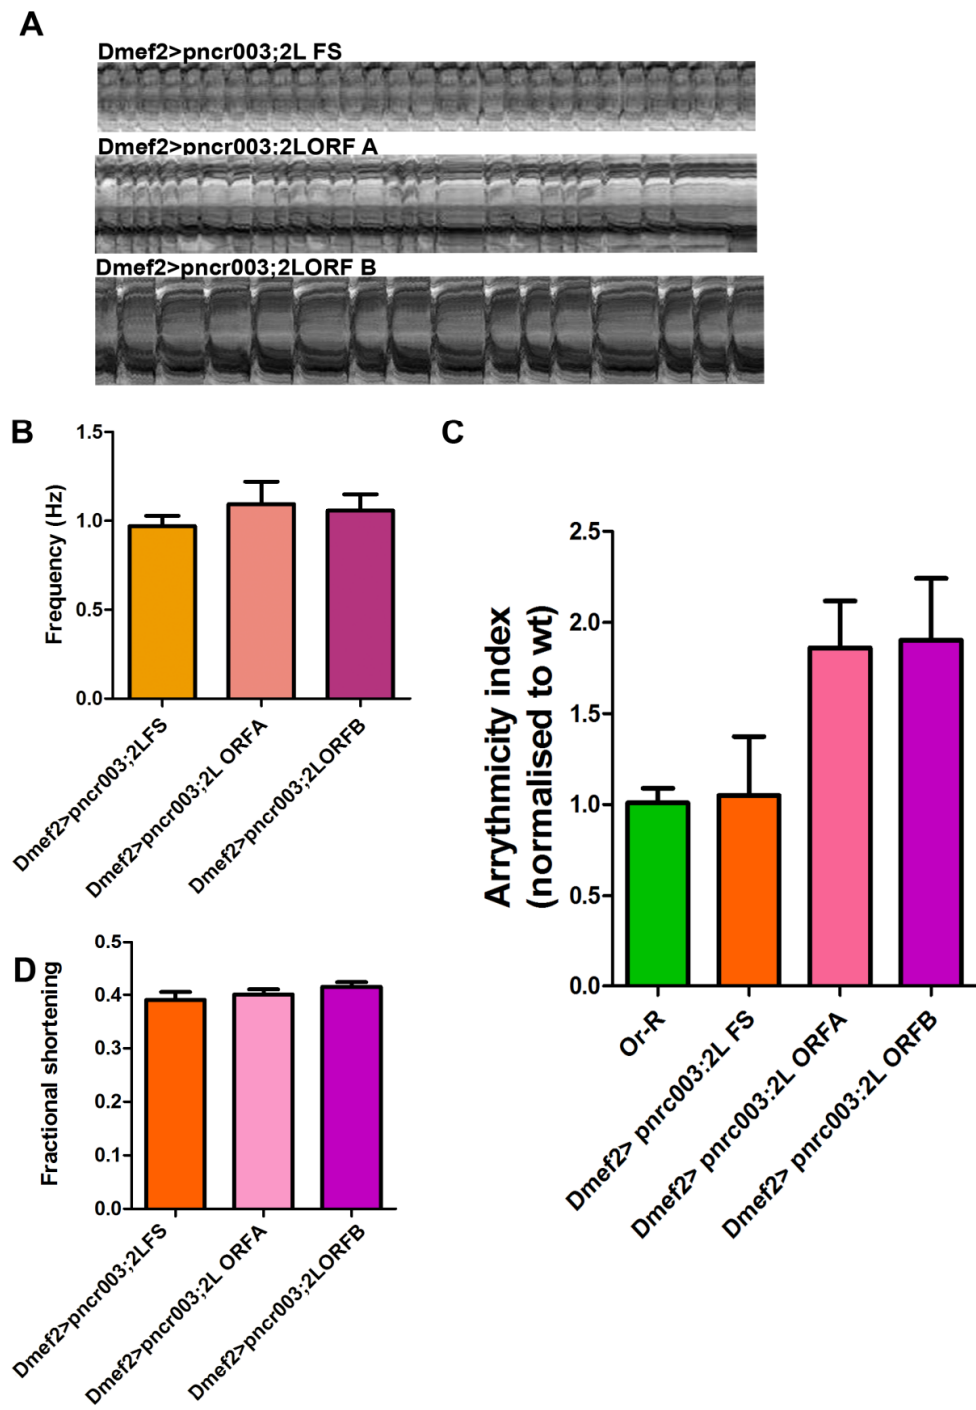 A
Dmef2>pncr003;2L FS
Dmef2>pncr003;2LORF A
Dmef2>pncr003;2LORF B
B
Frequency (Hz)
1.5
1.0
0.5
0.0
Dmef2>pncr003;2LFS
Dmef2>pncr003;2L ORFA
Dmef2>pncr003;2LORFB
C
Arrythmicity index
(normalised to wt)
2.5
2.0
1.5
1.0
0.5
0.0
Or-R
Dmef2> pnrc003:2L FS
Dmef2> pnrc003:2L ORFA
Dmef2> pnrc003:2L ORFB
D
Fractional shortening
0.5
0.4
0.3
0.2
0.1
0.0
Dmef2>pncr003;2LFS
Dmef2>pncr003;2L ORFA
Dmef2>pncr003;2LORFB